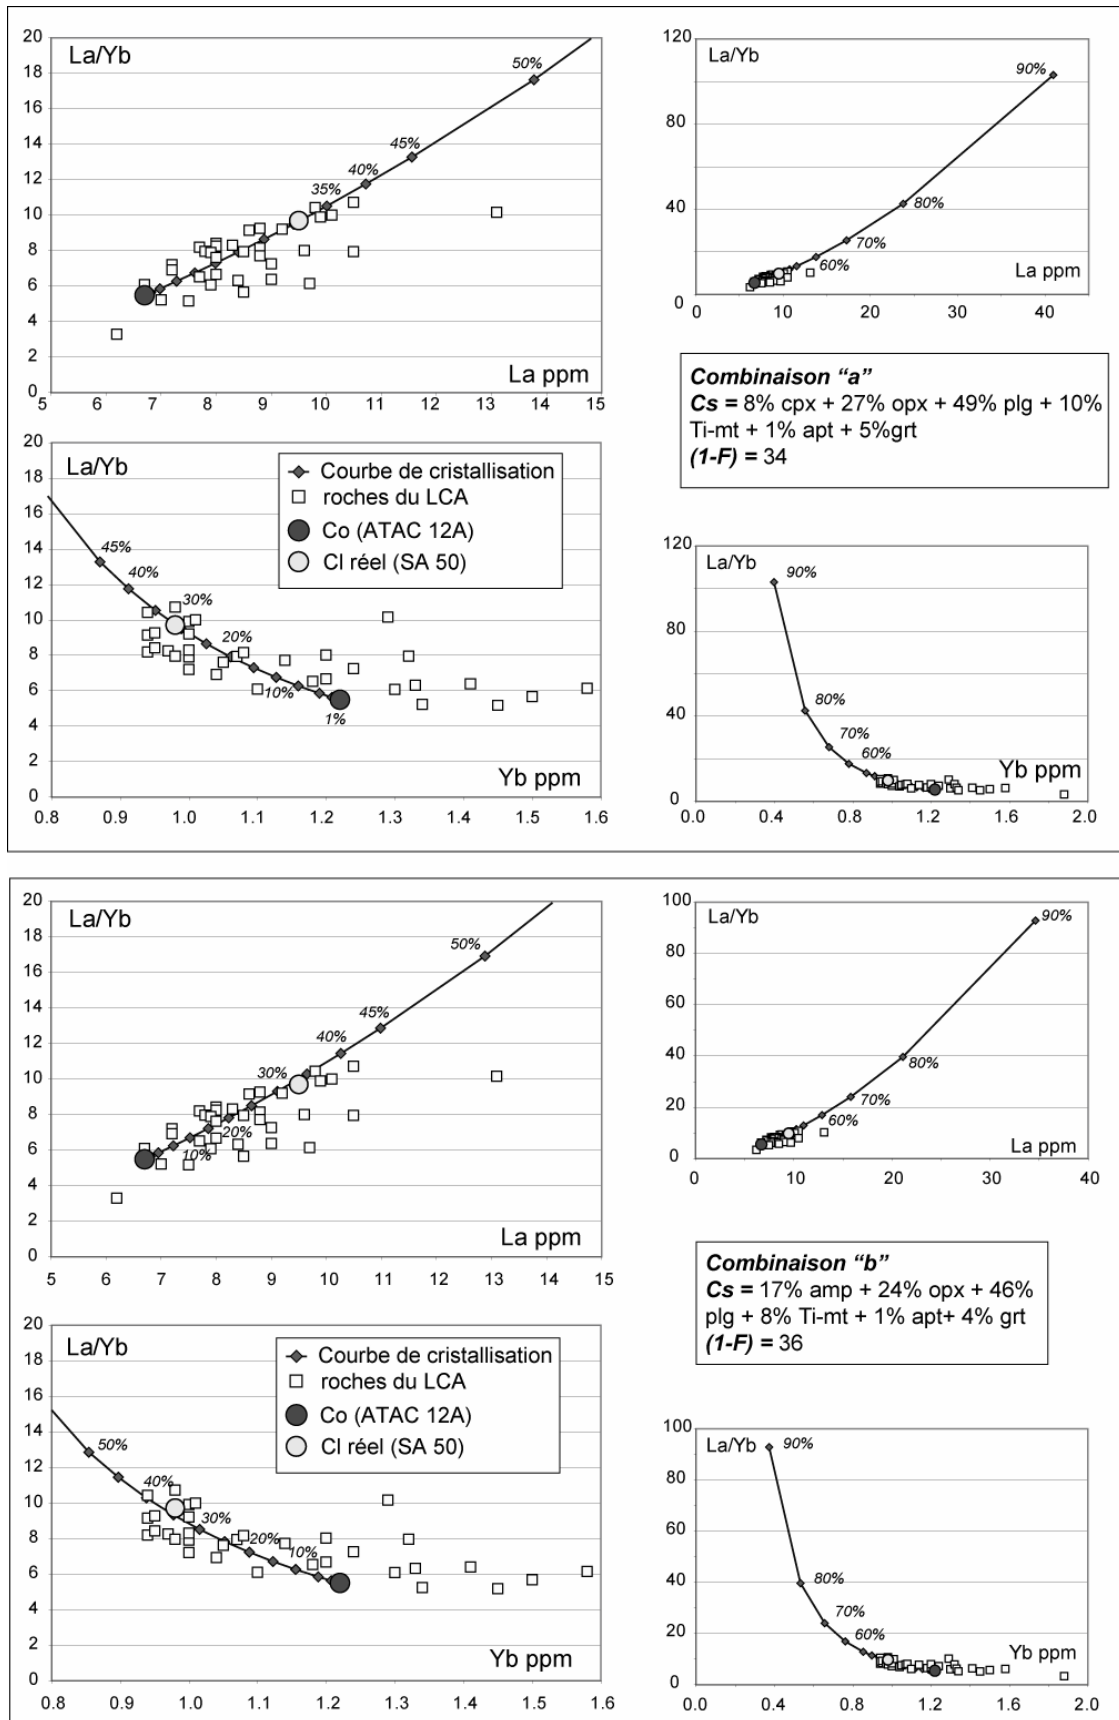 20
18
16
14
12
10
8
6
4
2
0
La/Yb
50%
45%
40%
35%
La ppm
5 6 7 8 9 10 11 12 13 14 15
120
80
40
0
La/Yb
90%
80%
70%
60%
La ppm
0 10 20 30 40
Combinaison “a”
Cs = 8% cpx + 27% opx + 49% plg + 10%
Ti-mt + 1% apt + 5%grt
(1-F) = 34
20
18
16
14
12
10
8
6
4
2
0
La/Yb
45%
40%
30%
20%
10%
1%
Courbe de cristallisation
roches du LCA
Co (ATAC 12A)
Cl réel (SA 50)
Yb ppm
0.8 0.9 1.0 1.1 1.2 1.3 1.4 1.5 1.6
120
80
40
0
La/Yb
90%
80%
70%
60%
Yb ppm
0.0 0.4 0.8 1.2 1.6 2.0
20
18
16
14
12
10
8
6
4
2
0
La/Yb
50%
45%
40%
30%
20%
10%
La ppm
5 6 7 8 9 10 11 12 13 14 15
100
80
60
40
20
0
La/Yb
90%
80%
70%
60%
La ppm
0 10 20 30 40
Combinaison “b”
Cs = 17% amp + 24% opx + 46%
plg + 8% Ti-mt + 1% apt+ 4% grt
(1-F) = 36
20
18
16
14
12
10
8
6
4
2
0
La/Yb
50%
40%
30%
20%
10%
Courbe de cristallisation
roches du LCA
Co (ATAC 12A)
Cl réel (SA 50)
Yb ppm
0.8 0.9 1.0 1.1 1.2 1.3 1.4 1.5 1.6
100
80
60
40
20
0
La/Yb
90%
80%
70%
60%
Yb ppm
0.0 0.4 0.8 1.2 1.6 2.0